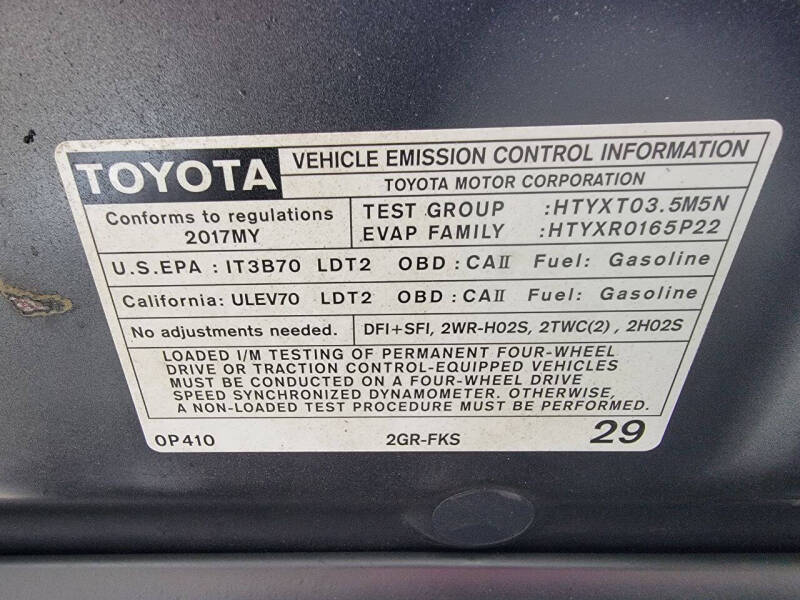 TOYOTA
VEHICLE EMISSION CONTROL INFORMATION
TOYOTA MOTOR CORPORATION
Conforms to regulations
2017MY
TEST GROUP :HTYXT03.5M5N
EVAP FAMILY :HTYXR0165P22
U.S.EPA : IT3B70 LDT2 OBD : CAⅡ Fuel: Gasoline
California: ULEV70 LDT2 OBD : CAⅡ Fuel: Gasoline
No adjustments needed. DFI+SFI, 2WR-HO2S, 2TWC(2) , 2HO2S
LOADED I/M TESTING OF PERMANENT FOUR-WHEEL
DRIVE OR TRACTION CONTROL-EQUIPPED VEHICLES
MUST BE CONDUCTED ON A FOUR-WHEEL DRIVE
SPEED SYNCHRONIZED DYNAMOMETER. OTHERWISE,
A NON-LOADED TEST PROCEDURE MUST BE PERFORMED.
0P410 2GR-FKS 29